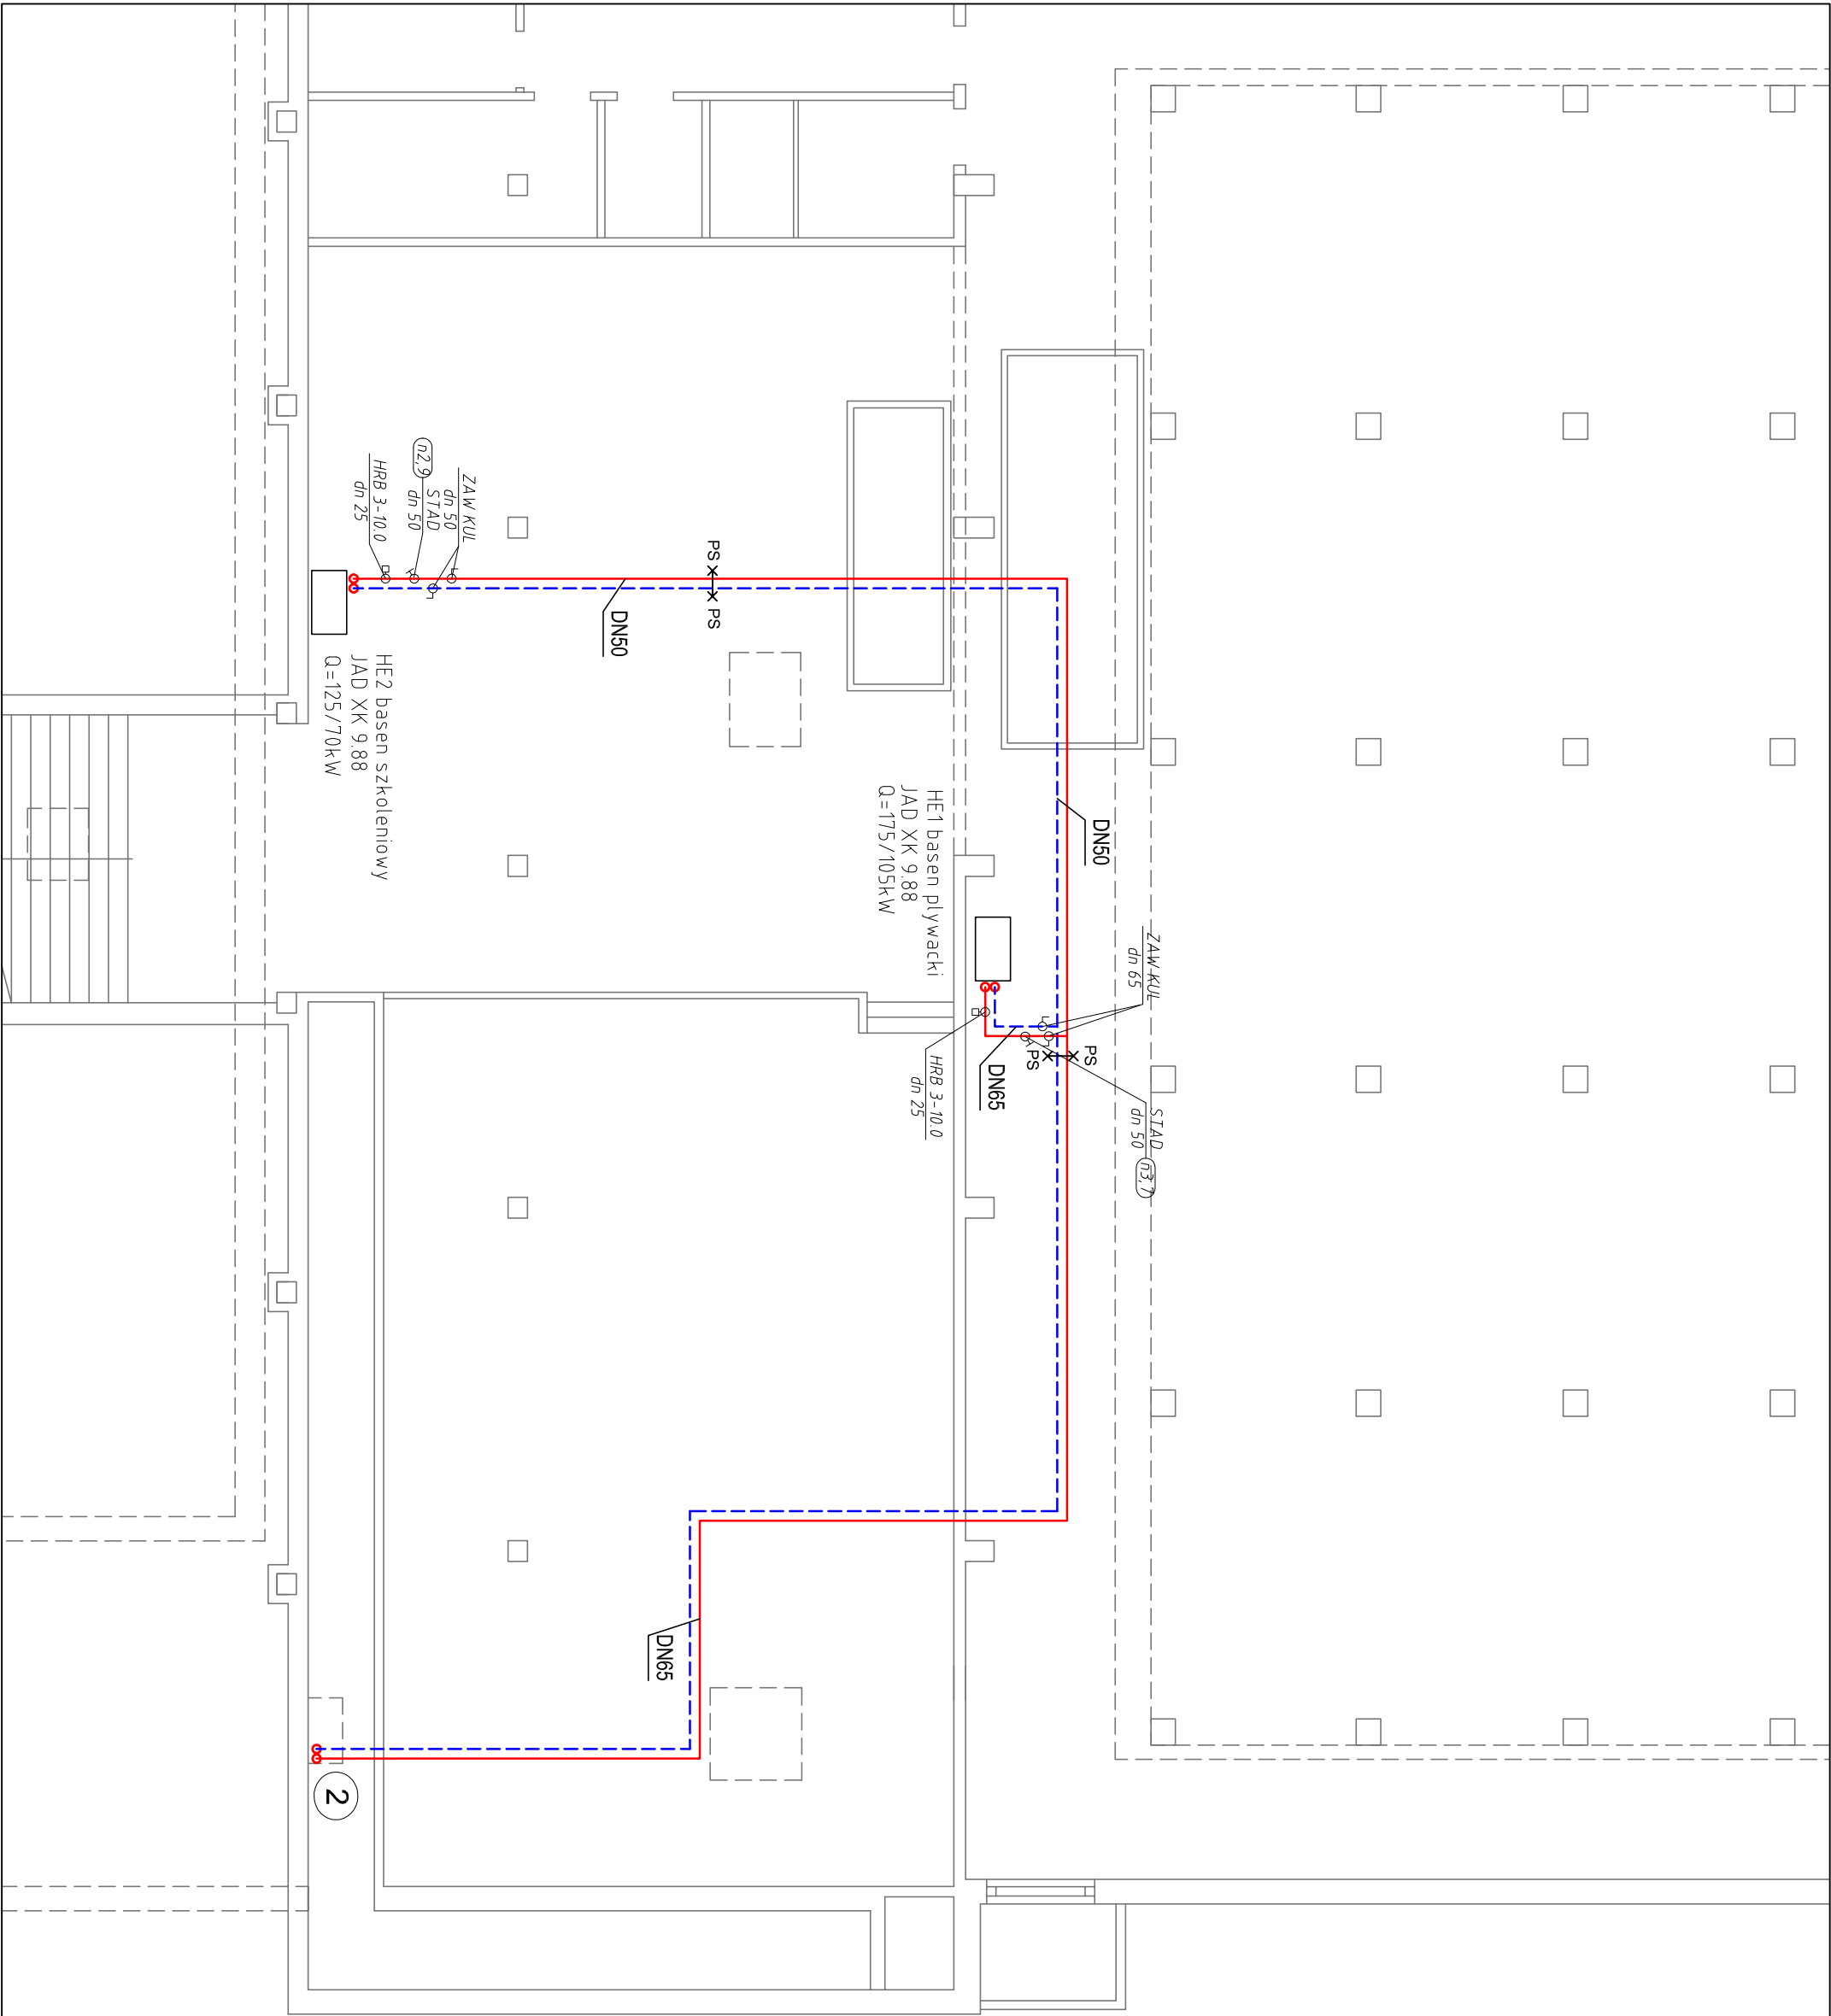 ZAW KUL
dn 50
STAD
dn 50
n2,9
HRB 3-10.0
dn 25
PS
PS
DN50
HE2 basen szkoleniowy
JAD XK 9.88
Q=125/70kW
HE1 basen plywacki
JAD XK 9.88
Q=175/105kW
DN50
ZAW KUL
dn 65
PS
PS
DN65
HRB 3-10.0
dn 25
STAD
dn 50
n3,1
DN65
2